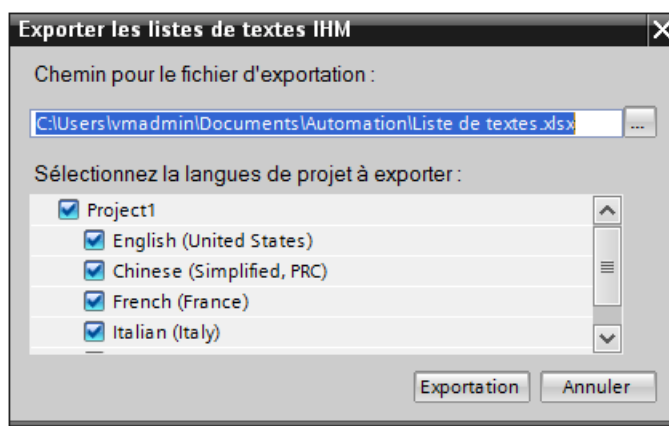 Exporter les listes de textes IHM
Chemin pour le fichier d'exportation :
C:\Users\vmadmin\Documents\Automation\Liste de textes.xlsx
...
Sélectionnez la langues de projet à exporter :
Project1
English (United States)
Chinese (Simplified, PRC)
French (France)
Italian (Italy)
Exportation
Annuler